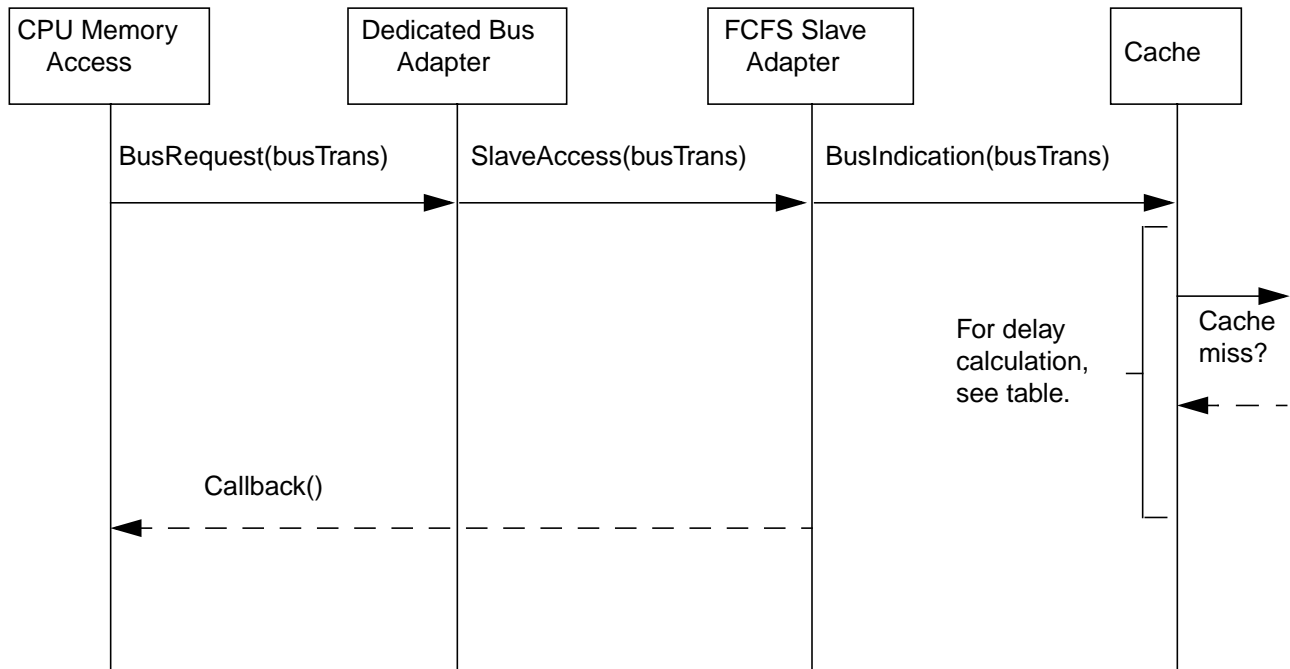 CPU Memory
Access
Dedicated Bus
Adapter
FCFS Slave
Adapter
Cache
BusRequest(busTrans)
SlaveAccess(busTrans)
BusIndication(busTrans)
For delay
calculation,
see table.
Cache
miss?
Callback()